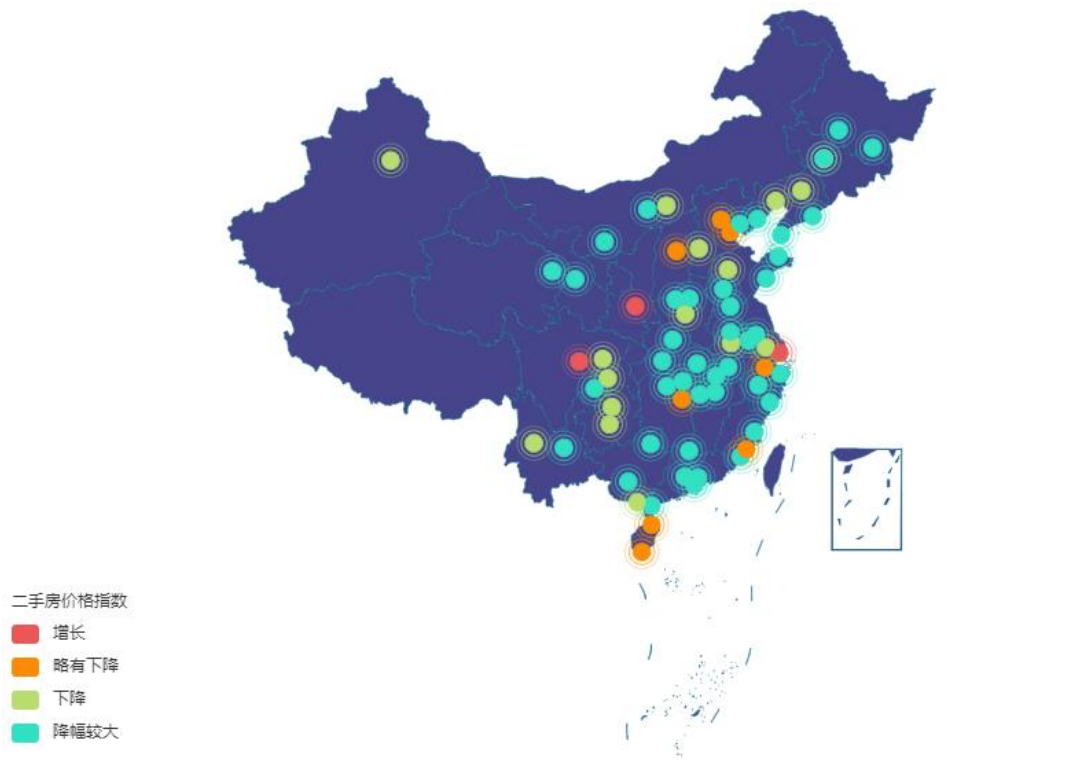 二手房价格指数
增长
略有下降
下降
降幅较大